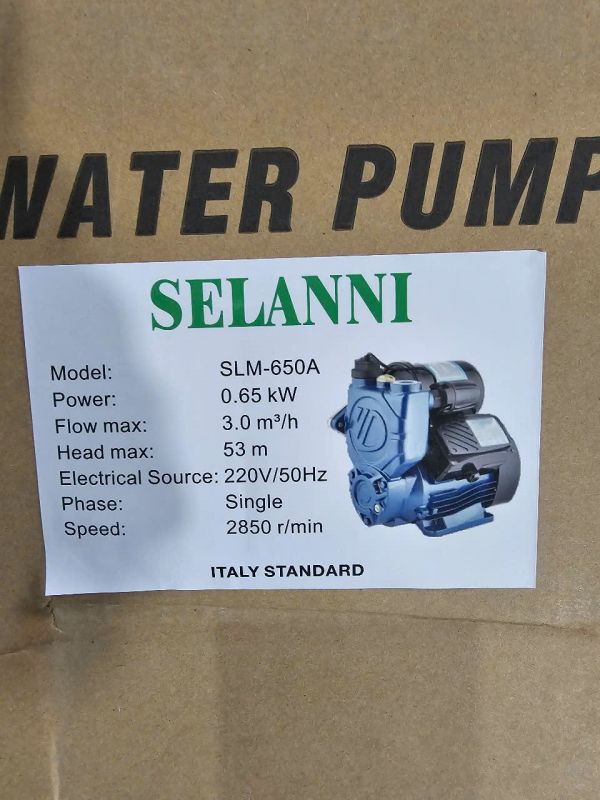 WATER PUMP
SELANNI
Model: SLM-650A
Power: 0.65 kW
Flow max: 3.0 m³/h
Head max: 53 m
Electrical Source: 220V/50Hz
Phase: Single
Speed: 2850 r/min
ITALY STANDARD